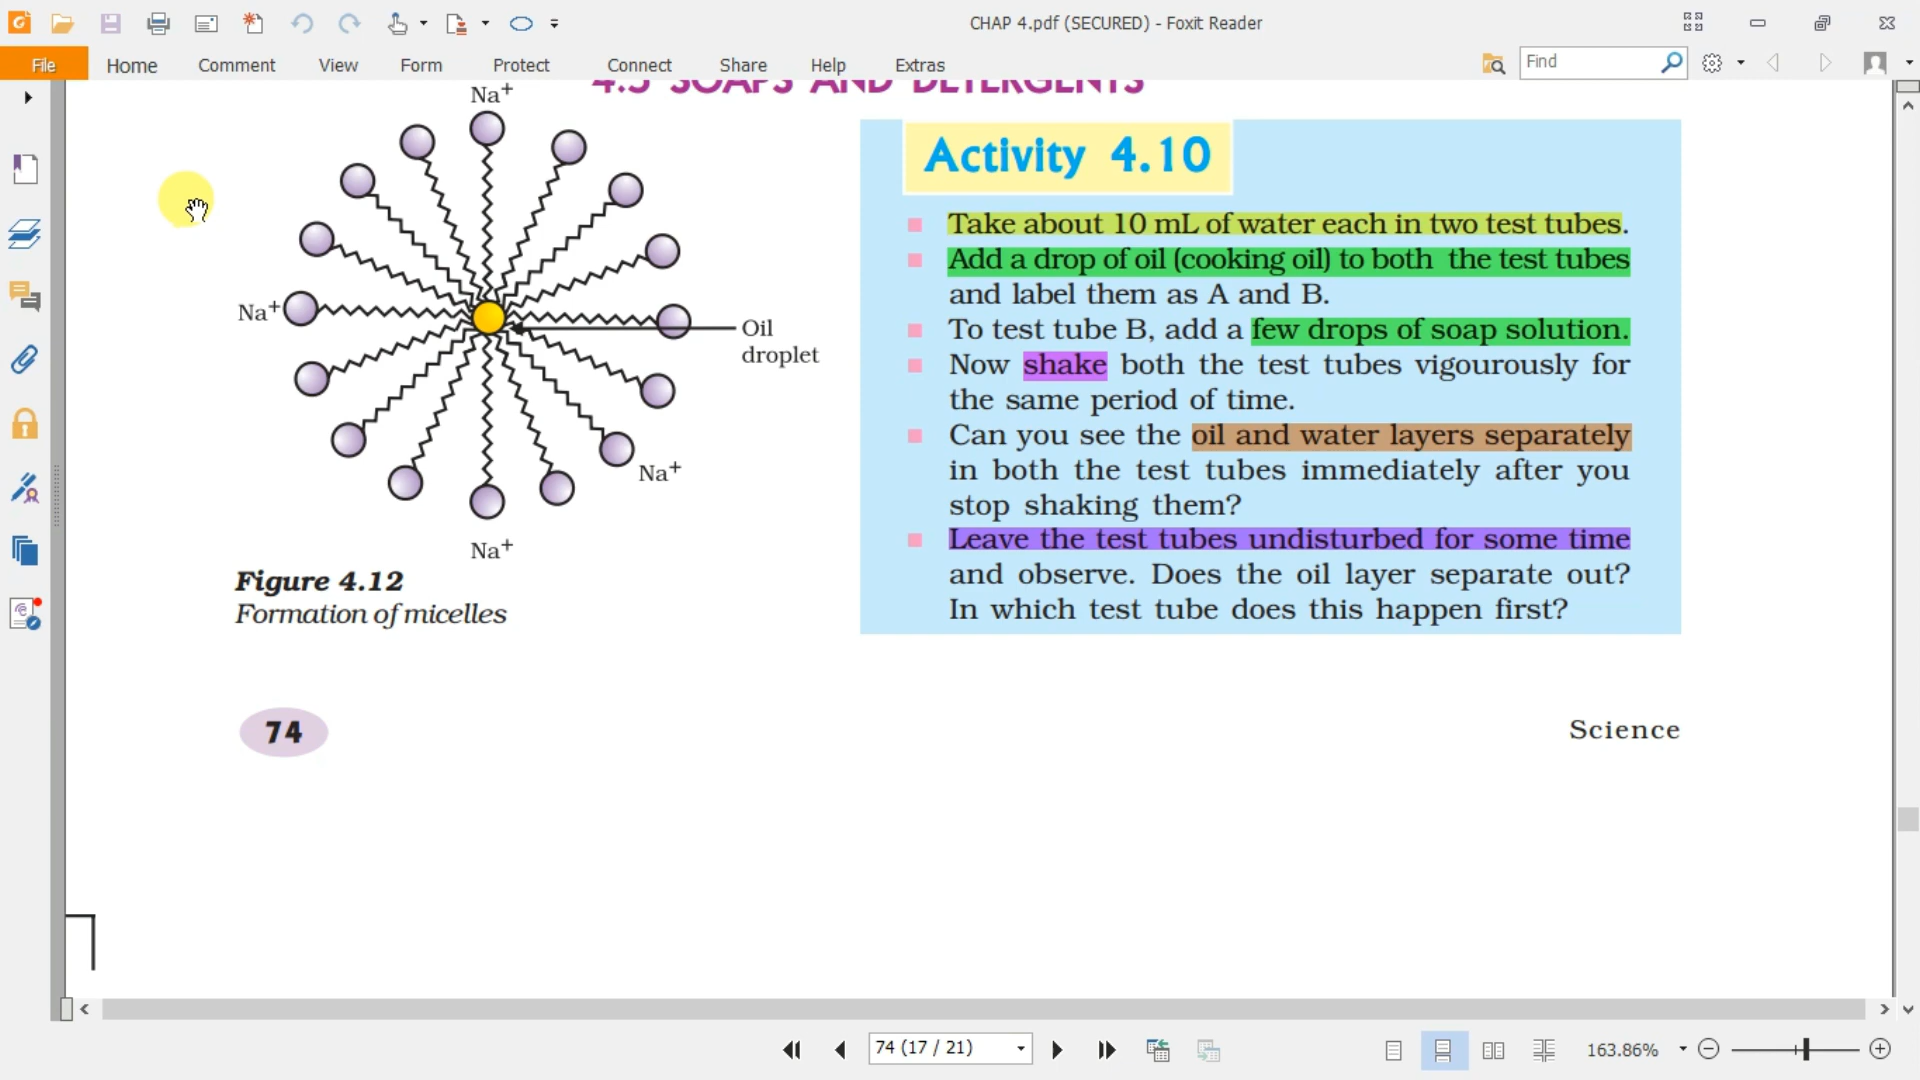 CHAP 4.pdf (SECURED) - Foxit Reader
File Home Comment View Form Protect Connect Share Help Extras
Find
4.5 SOAPS AND DETERGENTS
Na+
Na+
Oil
droplet
Na+
Na+
Figure 4.12
Formation of micelles
Activity 4.10
Take about 10 mL of water each in two test tubes.
Add a drop of oil (cooking oil) to both the test tubes
and label them as A and B.
To test tube B, add a few drops of soap solution.
Now shake both the test tubes vigourously for
the same period of time.
Can you see the oil and water layers separately
in both the test tubes immediately after you
stop shaking them?
Leave the test tubes undisturbed for some time
and observe. Does the oil layer separate out?
In which test tube does this happen first?
74
Science
74 (17 / 21)
163.86%